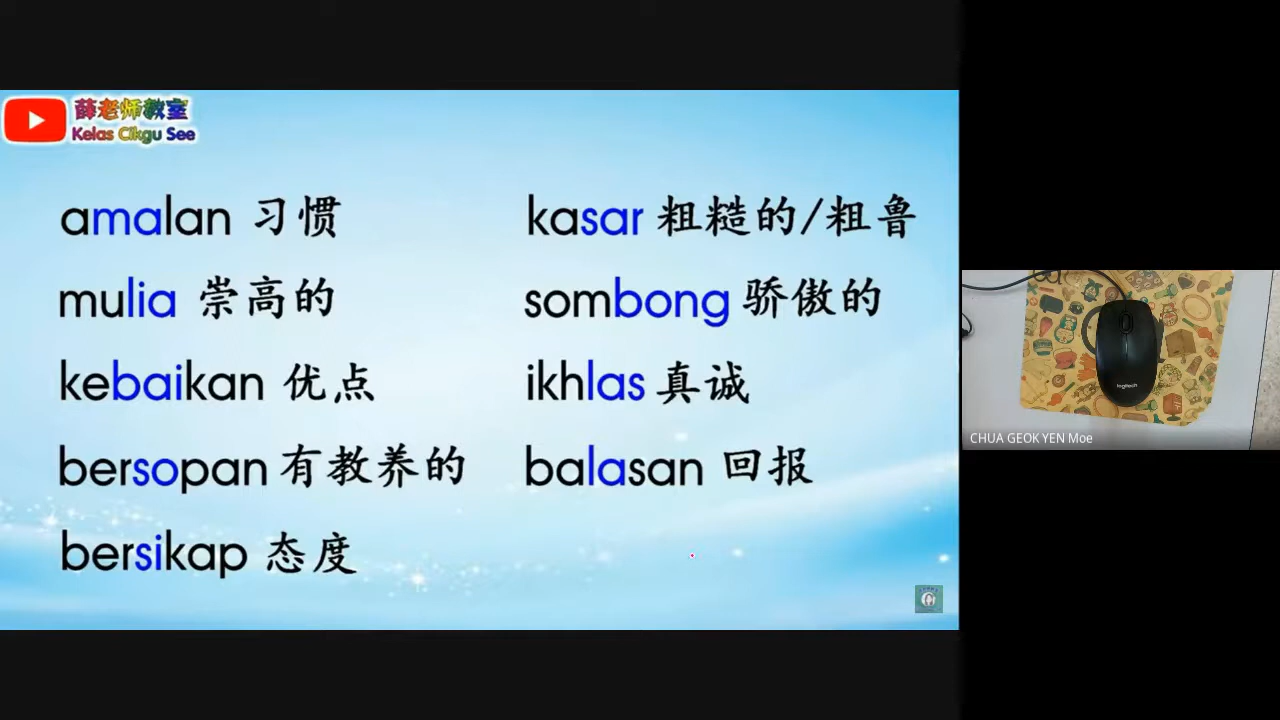 薛老师教室
Kelas Cikgu See
amalan 习惯
mulia 崇高的
kebaikan 优点
bersopan 有教养的
bersikap 态度
kasar 粗糙的/粗鲁
sombong 骄傲的
ikhlas 真诚
balasan 回报
logitech
CHUA GEOK YEN Moe